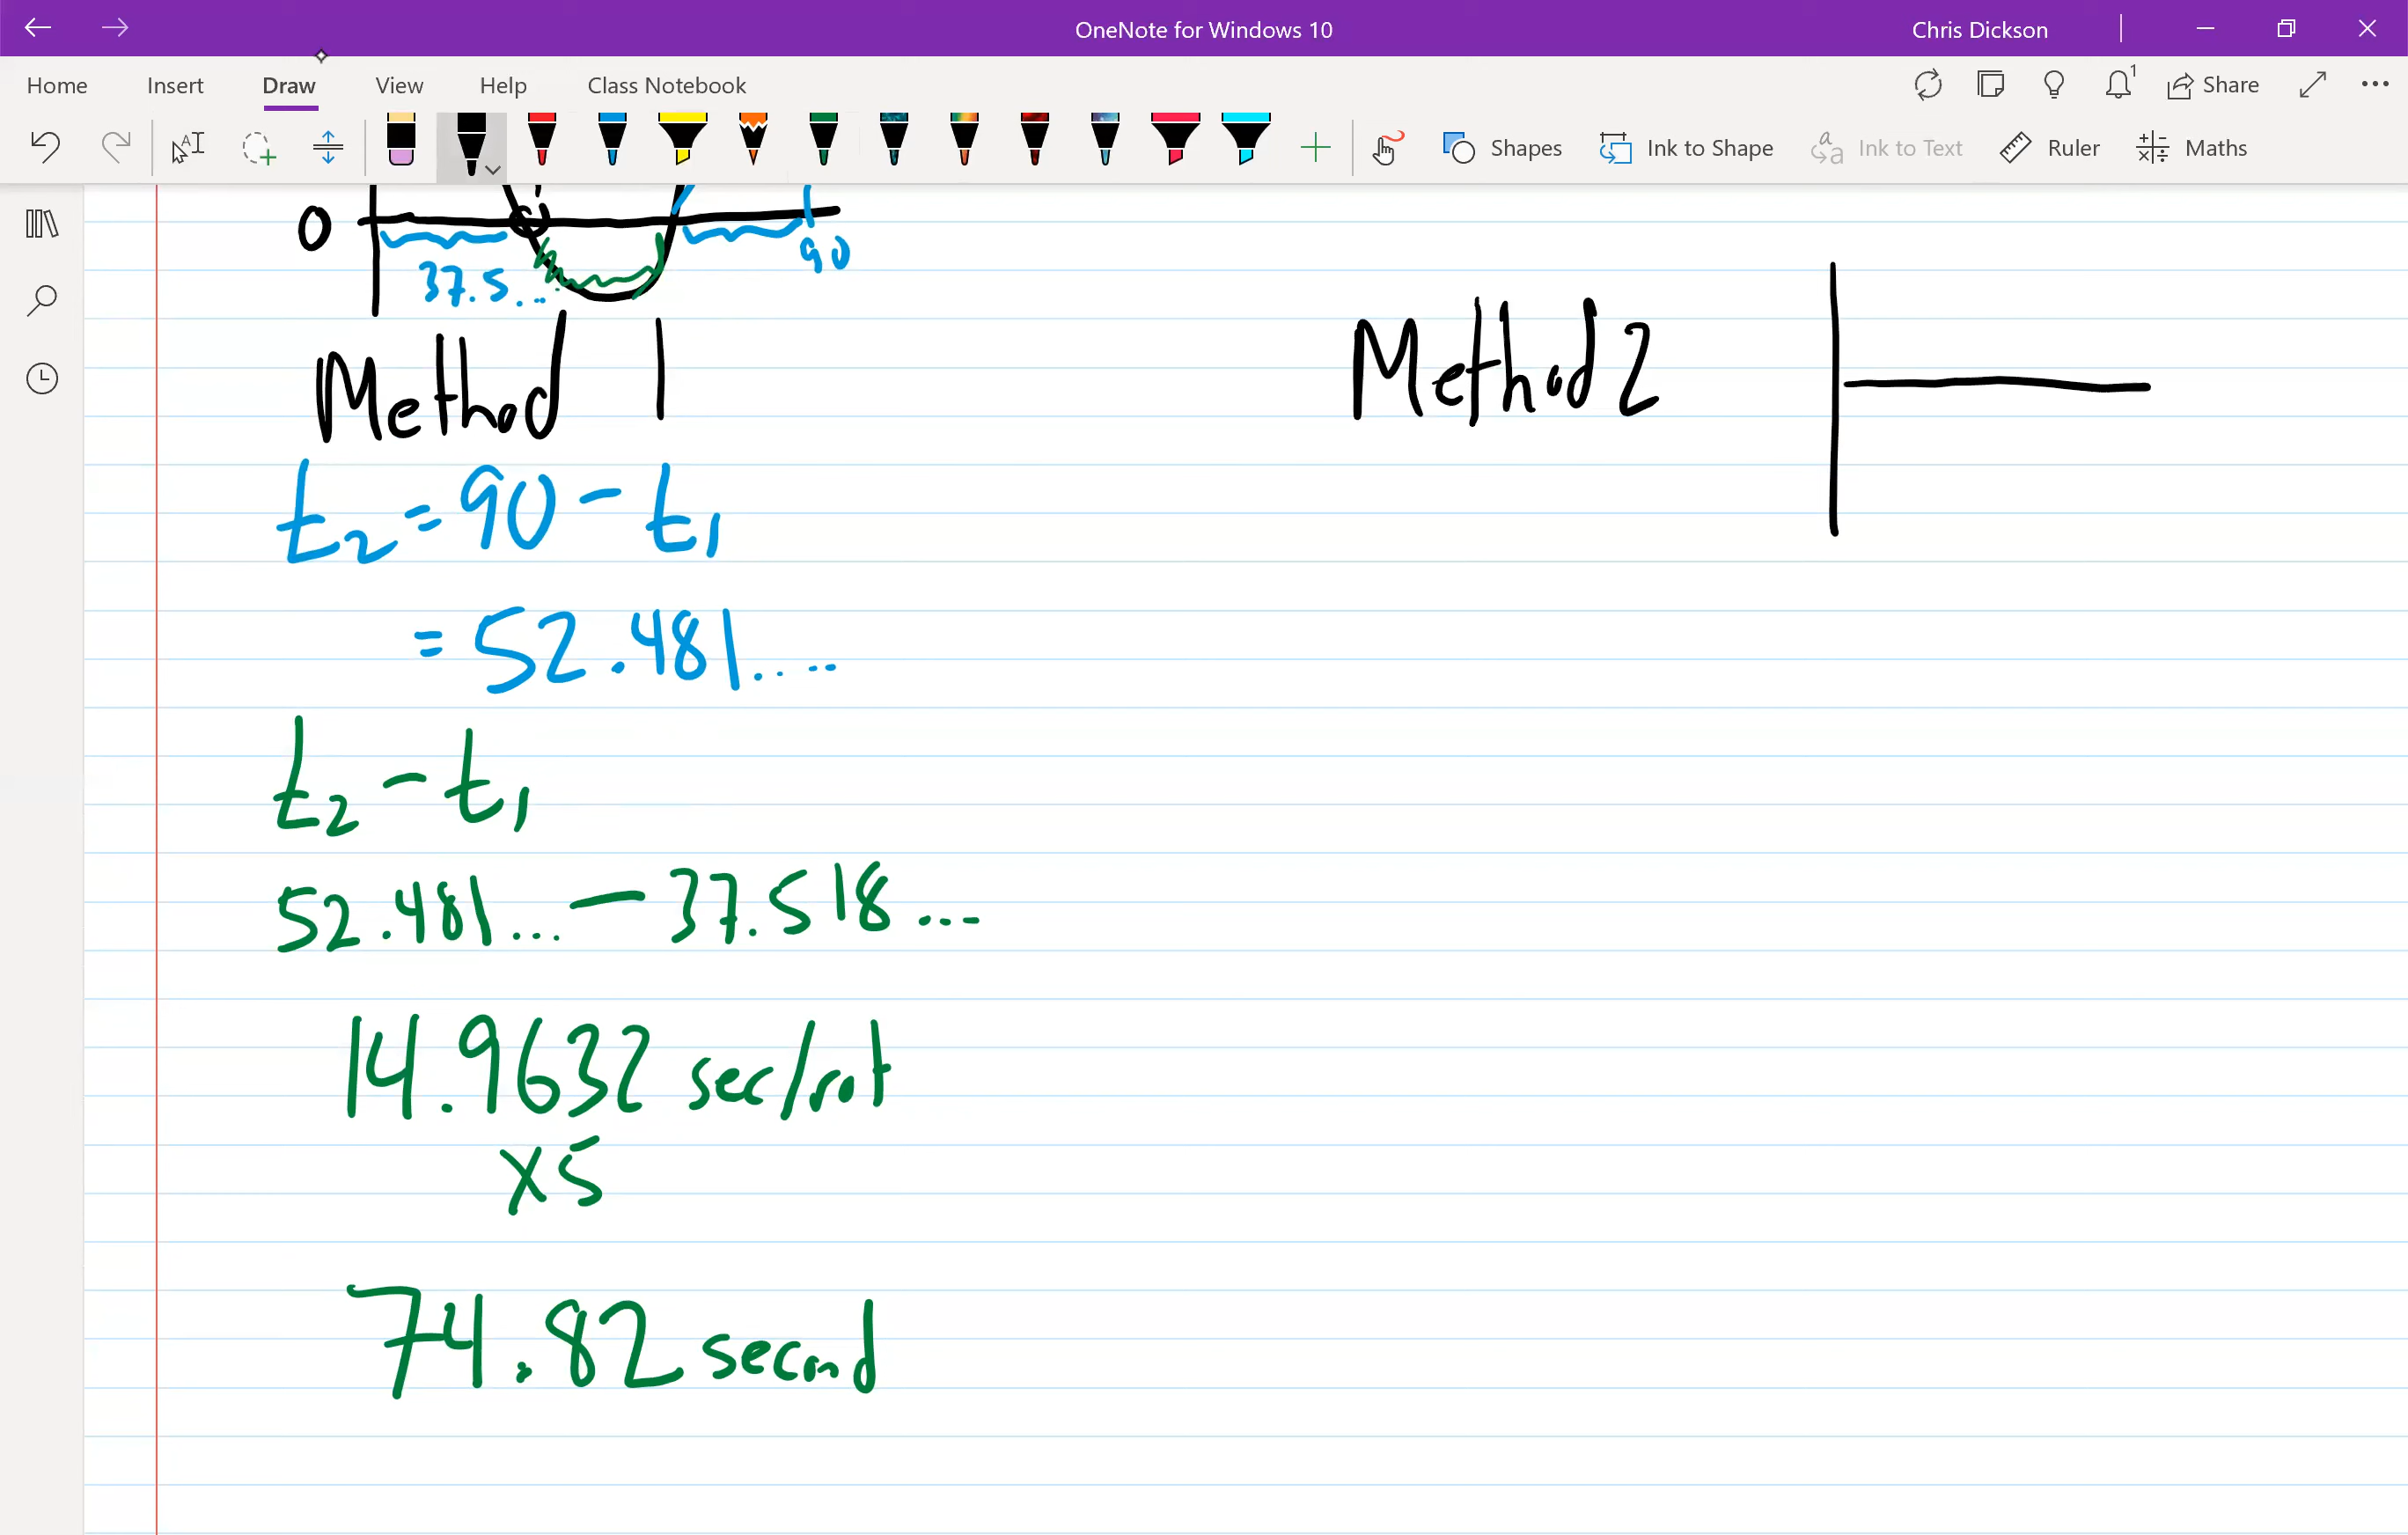 OneNote for Windows 10
Chris Dickson
Home Insert Draw View Help Class Notebook
1 Share
Shapes Ink to Shape Ink to Text Ruler Maths
0
90
37.5...
Method 1
Method 2
t₂ = 90 - t₁
= 52.481.....
t₂ - t₁
52.481... - 37.518...
14.9632 sec/rot
x5
74.82 second